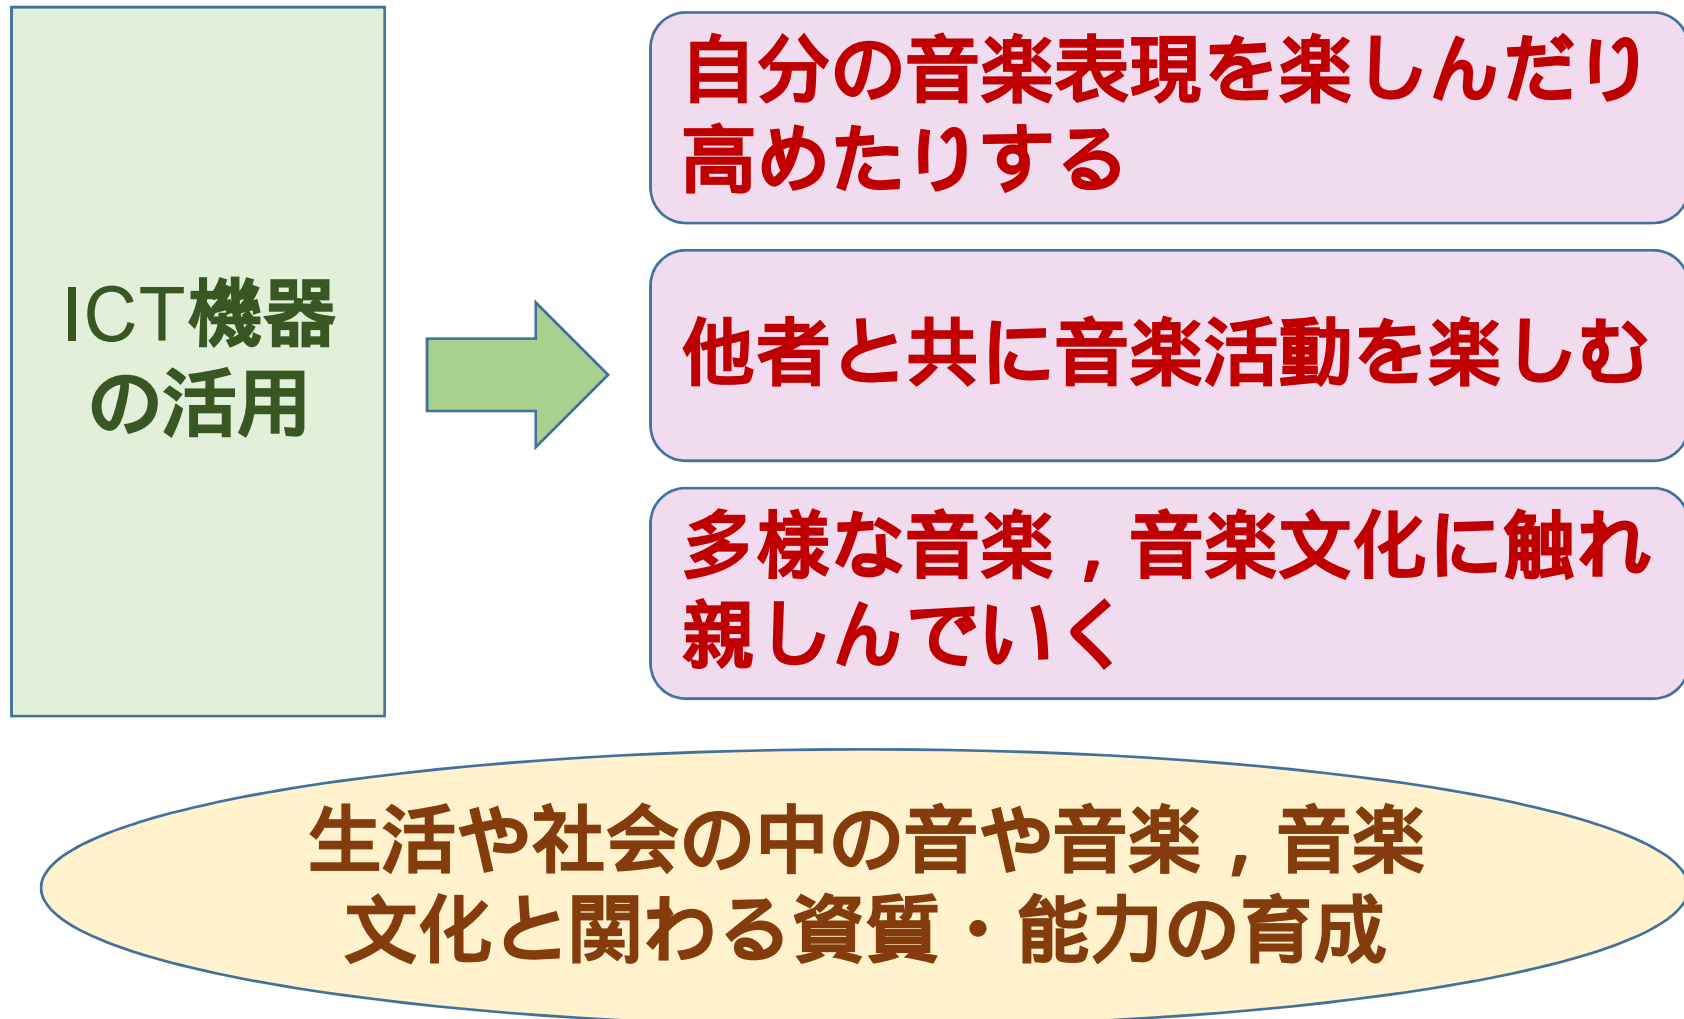 ICT機器
の活用
自分の音楽表現を楽しんだり
高めたりする
他者と共に音楽活動を楽しむ
多様な音楽，音楽文化に触れ
親しんでいく
生活や社会の中の音や音楽，音楽
文化と関わる資質・能力の育成